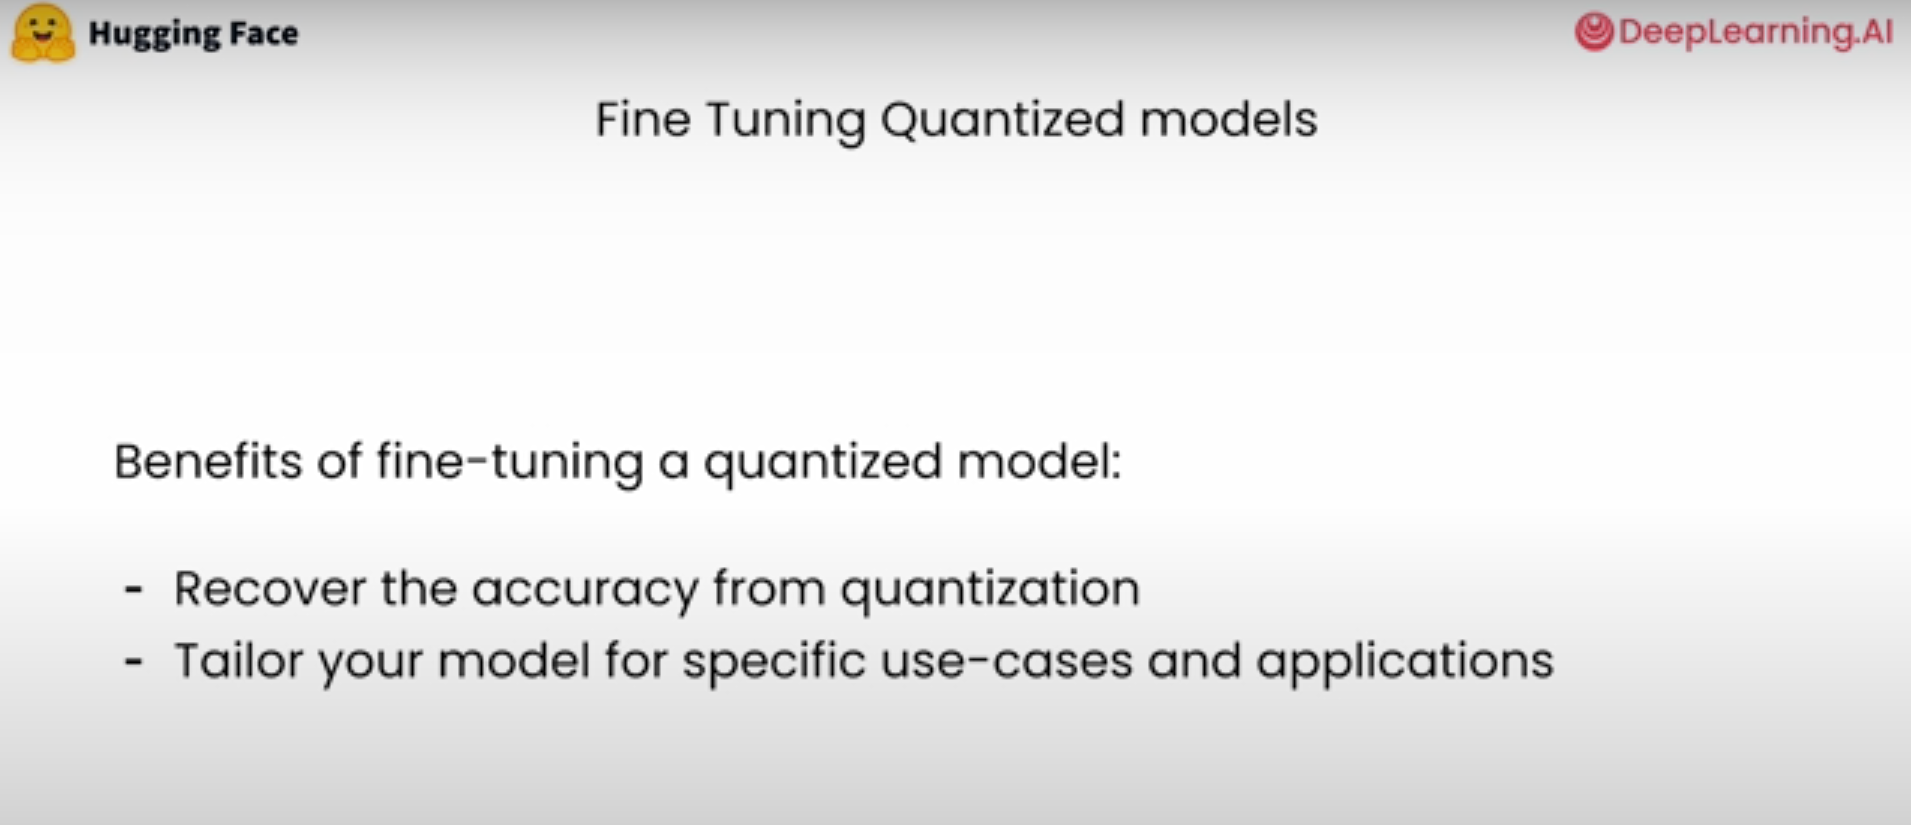 Hugging Face
DeepLearning.AI
Fine Tuning Quantized models
Benefits of fine-tuning a quantized model:
- Recover the accuracy from quantization
- Tailor your model for specific use-cases and applications